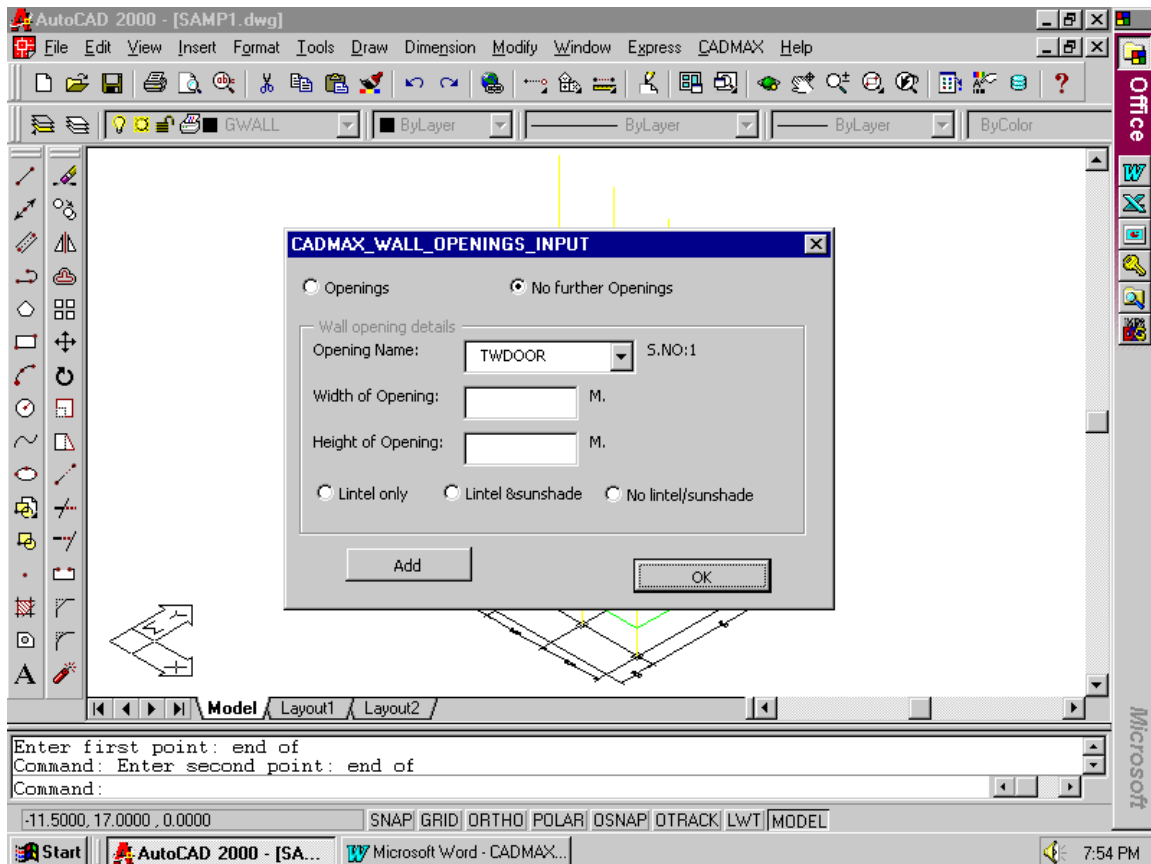 AutoCAD 2000 - [SAMP1.dwg]
File Edit View Insert Format Tools Draw Dimension Modify Window Express CADMAX Help
GWALL ByLayer ByLayer ByLayer ByColor
Office
CADMAX_WALL_OPENINGS_INPUT
Openings No further Openings
Wall opening details
Opening Name: TWDOOR S.NO:1
Width of Opening: M.
Height of Opening: M.
Lintel only Lintel &sunshade No lintel/sunshade
Add OK
Model Layout1 Layout2
Enter first point: end of
Command: Enter second point: end of
Command:
-11.5000, 17.0000 , 0.0000 SNAP GRID ORTHO POLAR OSNAP OTRACK LWT MODEL
Microsoft
Start AutoCAD 2000 - [SA... Microsoft Word - CADMAX... 7:54 PM